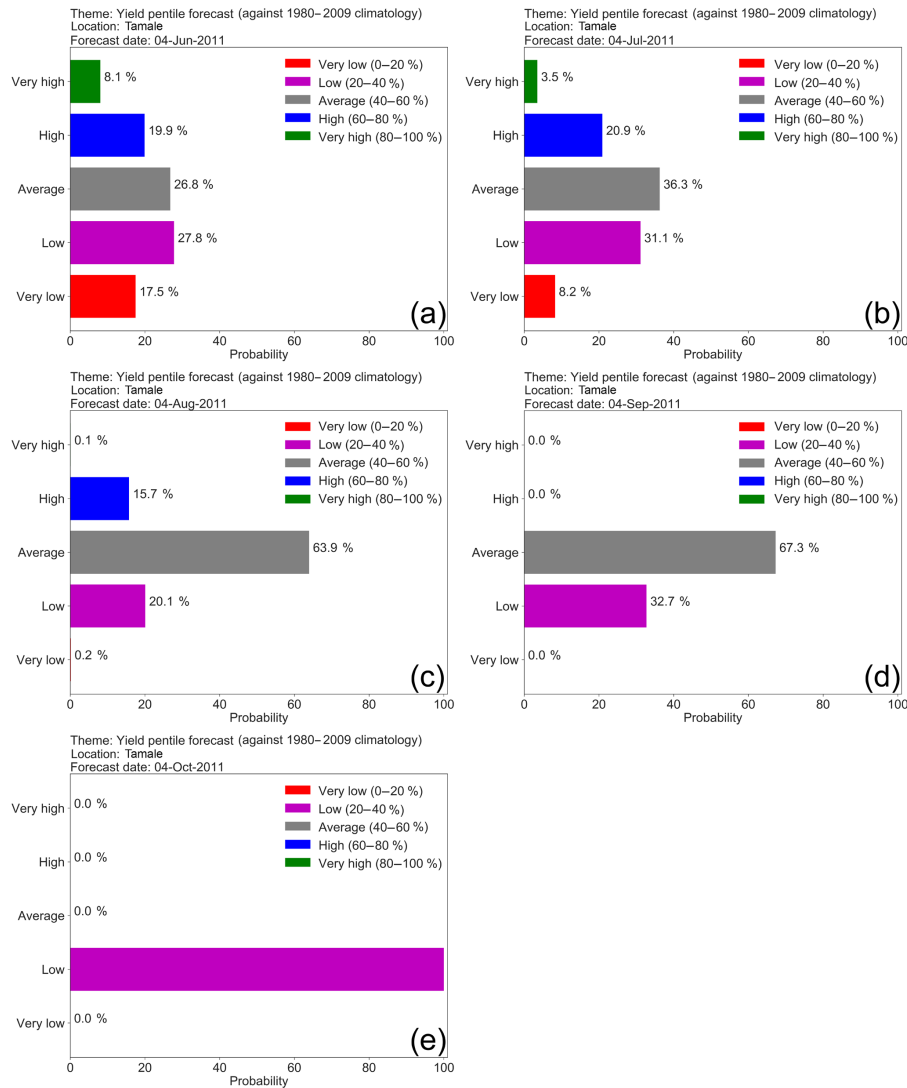 Theme: Yield pentile forecast (against 1980–2009 climatology)
Location: Tamale
Forecast date: 04-Jun-2011
Very high
8.1 %
High
19.9 %
Average
26.8 %
Low
27.8 %
Very low
17.5 %
Very low (0–20 %)
Low (20–40 %)
Average (40–60 %)
High (60–80 %)
Very high (80–100 %)
(a)
0 20 40 60 80 100
Probability
Theme: Yield pentile forecast (against 1980–2009 climatology)
Location: Tamale
Forecast date: 04-Jul-2011
Very high
3.5 %
High
20.9 %
Average
36.3 %
Low
31.1 %
Very low
8.2 %
Very low (0–20 %)
Low (20–40 %)
Average (40–60 %)
High (60–80 %)
Very high (80–100 %)
(b)
0 20 40 60 80 100
Probability
Theme: Yield pentile forecast (against 1980–2009 climatology)
Location: Tamale
Forecast date: 04-Aug-2011
Very high
0.1 %
High
15.7 %
Average
63.9 %
Low
20.1 %
Very low
0.2 %
Very low (0–20 %)
Low (20–40 %)
Average (40–60 %)
High (60–80 %)
Very high (80–100 %)
(c)
0 20 40 60 80 100
Probability
Theme: Yield pentile forecast (against 1980–2009 climatology)
Location: Tamale
Forecast date: 04-Sep-2011
Very high
0.0 %
High
0.0 %
Average
67.3 %
Low
32.7 %
Very low
0.0 %
Very low (0–20 %)
Low (20–40 %)
Average (40–60 %)
High (60–80 %)
Very high (80–100 %)
(d)
0 20 40 60 80 100
Probability
Theme: Yield pentile forecast (against 1980–2009 climatology)
Location: Tamale
Forecast date: 04-Oct-2011
Very high
0.0 %
High
0.0 %
Average
0.0 %
Low
Very low
0.0 %
Very low (0–20 %)
Low (20–40 %)
Average (40–60 %)
High (60–80 %)
Very high (80–100 %)
(e)
0 20 40 60 80 100
Probability